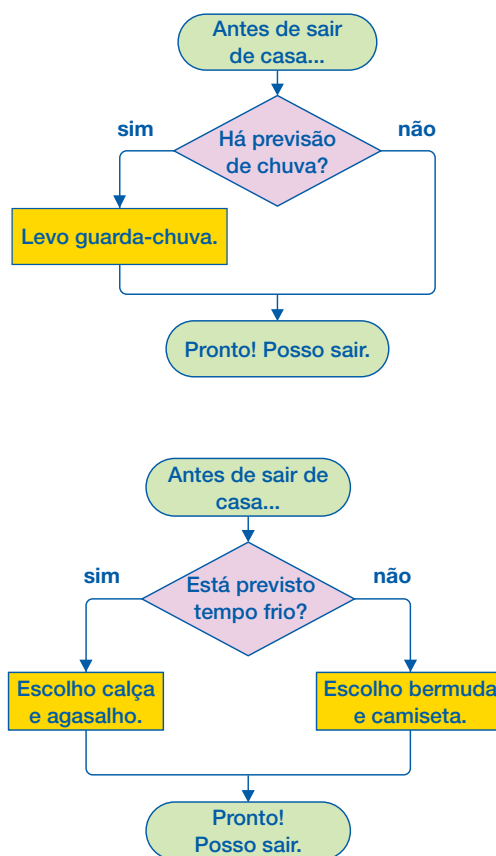 Antes de sair
de casa...
sim
não
Há previsão
de chuva?
Levo guarda-chuva.
Pronto! Posso sair.
Antes de sair de
casa...
sim
não
Está previsto
tempo frio?
Escolho calça
e agasalho.
Escolho bermuda
e camiseta.
Pronto!
Posso sair.